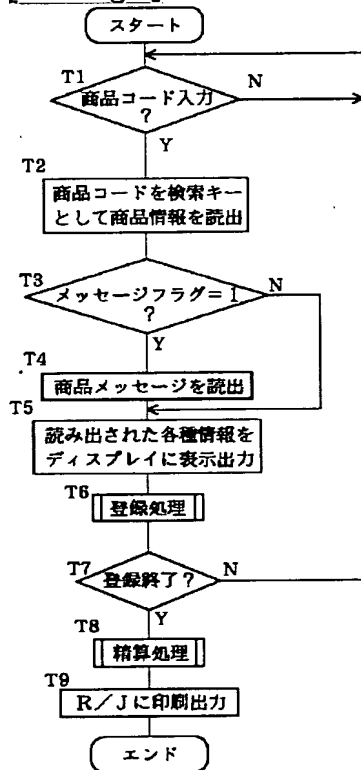 スタート
T1
商品コード入力
?
N
Y
T2
商品コードを検索キー
として商品情報を読出
T3
メッセージフラグ=1
?
N
Y
T4
商品メッセージを読出
T5
読み出された各種情報を
ディスプレイに表示出力
T6
登録処理
T7
登録終了?
N
Y
T8
精算処理
T9
R/Jに印刷出力
エンド